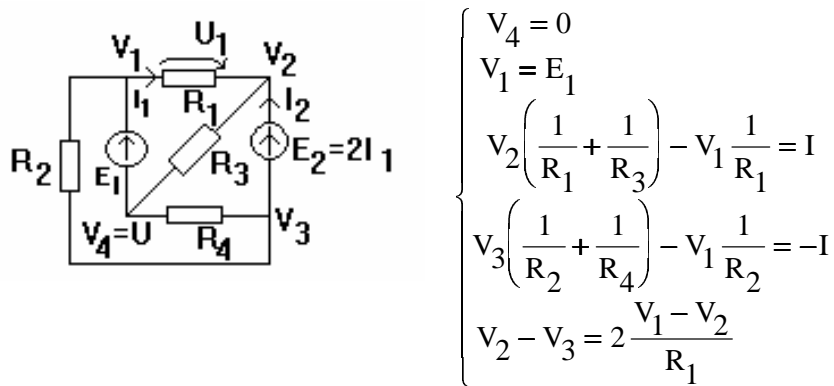 U₁
V₁ V₂
I₁ R₁ I₂
R₂ E₁ R₃ E₂=2I₁
V₄=U R₄ V₃
V₄ = 0
V₁ = E₁
V₂(1/R₁ + 1/R₃) − V₁ 1/R₁ = I
V₃(1/R₂ + 1/R₄) − V₁ 1/R₂ = −I
V₂ − V₃ = 2 (V₁ − V₂)/R₁